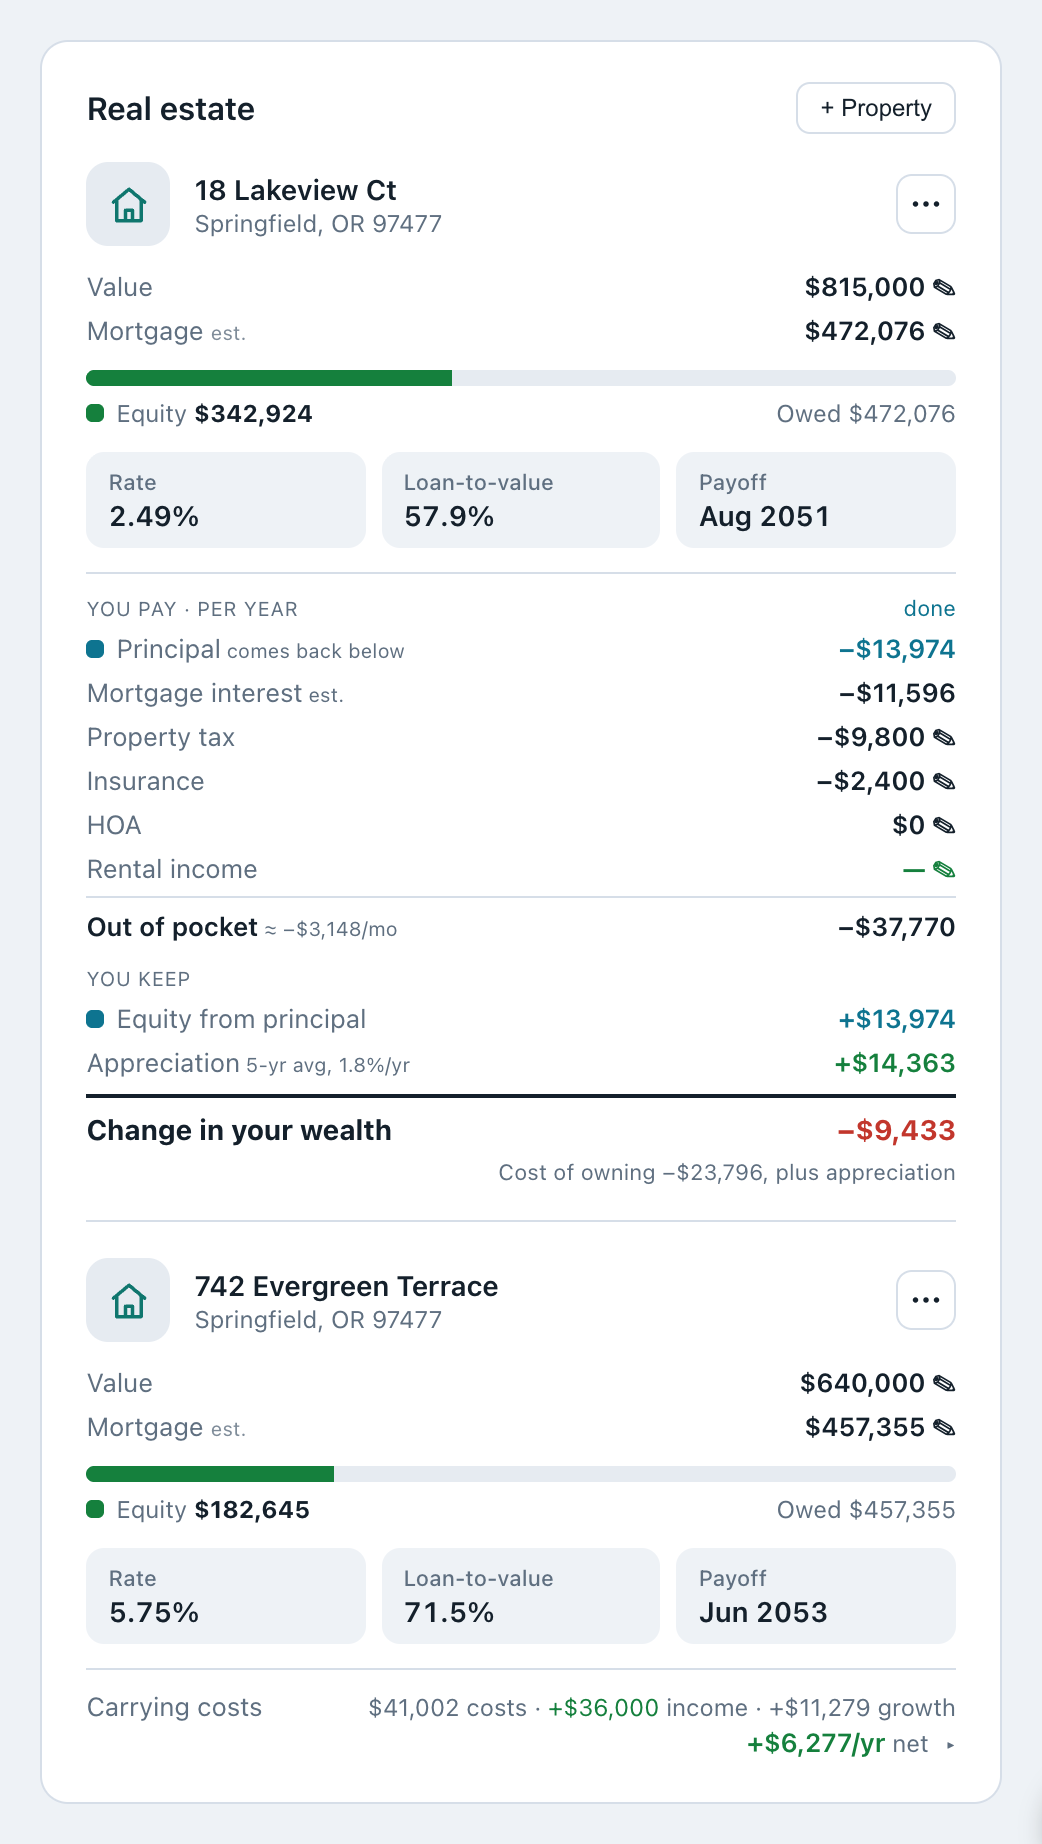 Real estate
+ Property
18 Lakeview Ct
Springfield, OR 97477
Value $815,000 ✎
Mortgage est. $472,076 ✎
Equity $342,924 Owed $472,076
Rate Loan-to-value Payoff
2.49% 57.9% Aug 2051
YOU PAY · PER YEAR done
Principal comes back below −$13,974
Mortgage interest est. −$11,596
Property tax −$9,800 ✎
Insurance −$2,400 ✎
HOA $0 ✎
Rental income — ✎
Out of pocket ≈ −$3,148/mo −$37,770
YOU KEEP
Equity from principal +$13,974
Appreciation 5-yr avg, 1.8%/yr +$14,363
Change in your wealth −$9,433
Cost of owning −$23,796, plus appreciation
742 Evergreen Terrace
Springfield, OR 97477
Value $640,000 ✎
Mortgage est. $457,355 ✎
Equity $182,645 Owed $457,355
Rate Loan-to-value Payoff
5.75% 71.5% Jun 2053
Carrying costs $41,002 costs · +$36,000 income · +$11,279 growth
+$6,277/yr net ▸